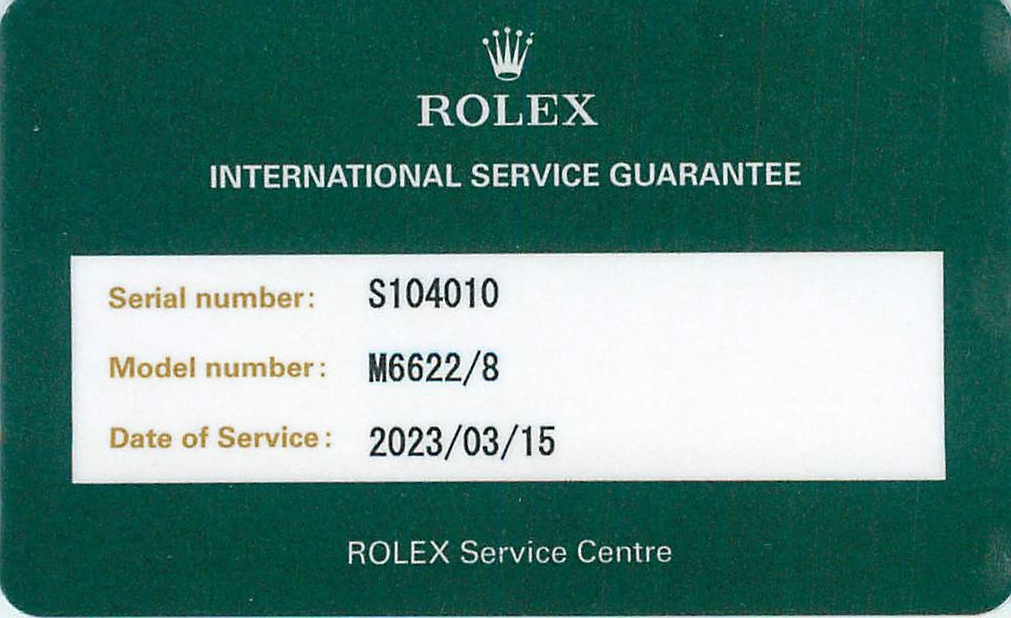 ROLEX
INTERNATIONAL SERVICE GUARANTEE
Serial number: S104010
Model number: M6622/8
Date of Service: 2023/03/15
ROLEX Service Centre